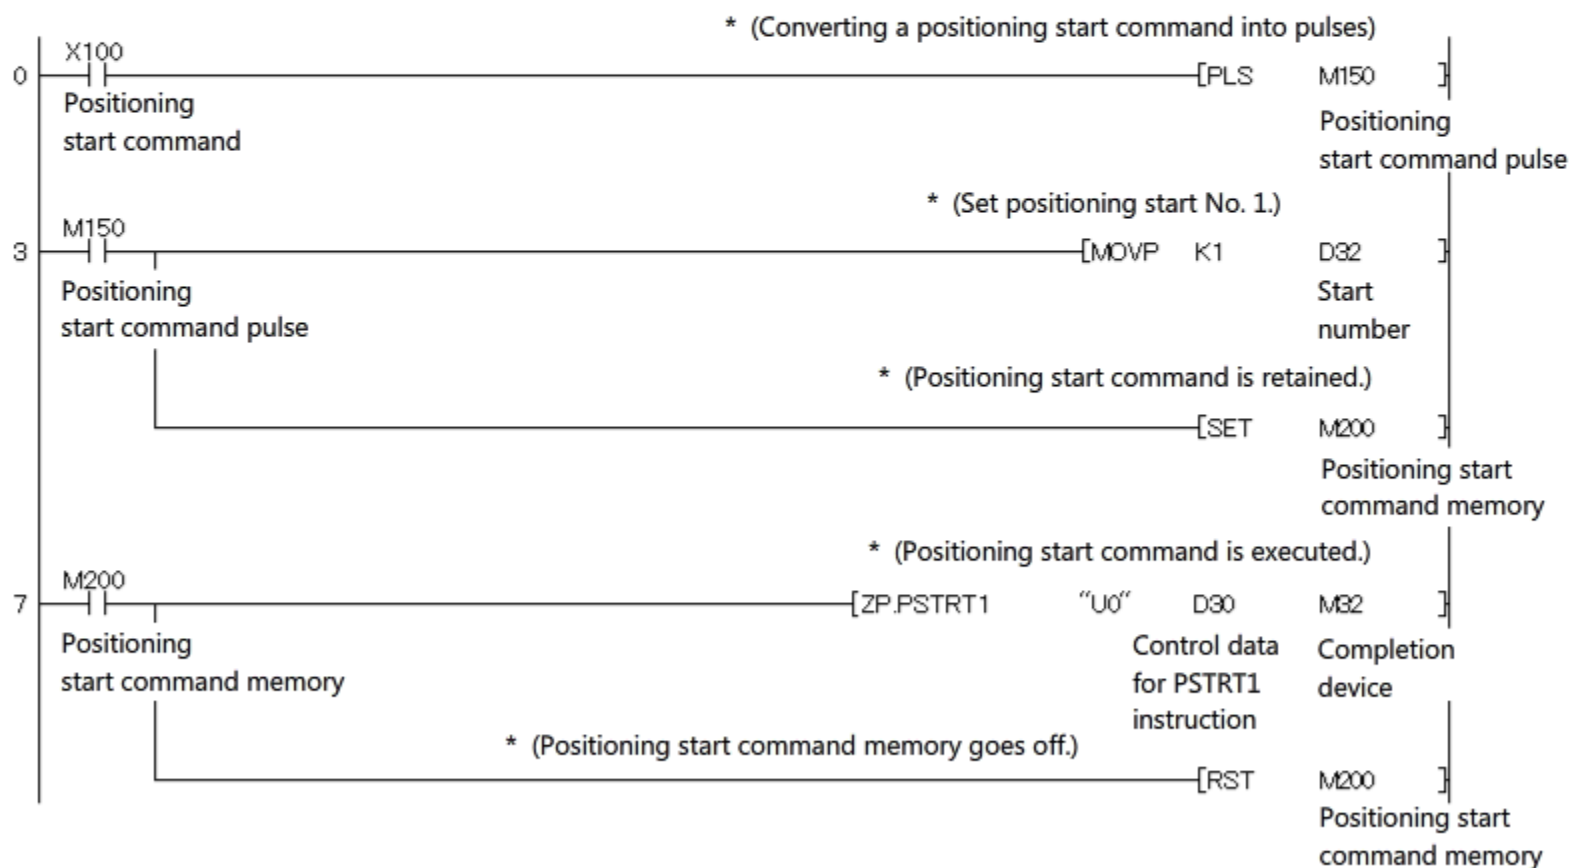 * (Converting a positioning start command into pulses)
X100
0 [PLS M150 ]
Positioning
start command
Positioning
start command pulse
* (Set positioning start No. 1.)
M150
3 [MOVP K1 D32 ]
Positioning
start command pulse
Start
number
* (Positioning start command is retained.)
[SET M200 ]
Positioning start
command memory
* (Positioning start command is executed.)
M200
7 [ZP.PSTRT1 “U0“ D30 M32 ]
Positioning
start command memory
Control data
for PSTRT1
instruction
Completion
device
* (Positioning start command memory goes off.)
[RST M200 ]
Positioning start
command memory